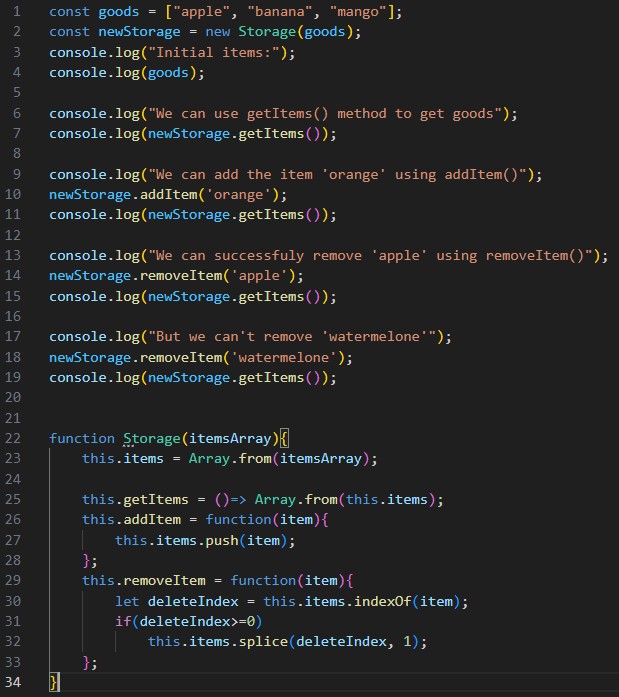 1 const goods = ["apple", "banana", "mango"];
2 const newStorage = new Storage(goods);
3 console.log("Initial items:");
4 console.log(goods);
5
6 console.log("We can use getItems() method to get goods");
7 console.log(newStorage.getItems());
8
9 console.log("We can add the item 'orange' using addItem()");
10 newStorage.addItem('orange');
11 console.log(newStorage.getItems());
12
13 console.log("We can successfuly remove 'apple' using removeItem()");
14 newStorage.removeItem('apple');
15 console.log(newStorage.getItems());
16
17 console.log("But we can't remove 'watermelone'");
18 newStorage.removeItem('watermelone');
19 console.log(newStorage.getItems());
20
21
22 function Storage(itemsArray){
23     this.items = Array.from(itemsArray);
24
25     this.getItems = ()=> Array.from(this.items);
26     this.addItem = function(item){
27         this.items.push(item);
28     };
29     this.removeItem = function(item){
30         let deleteIndex = this.items.indexOf(item);
31         if(deleteIndex>=0)
32             this.items.splice(deleteIndex, 1);
33     };
34 }